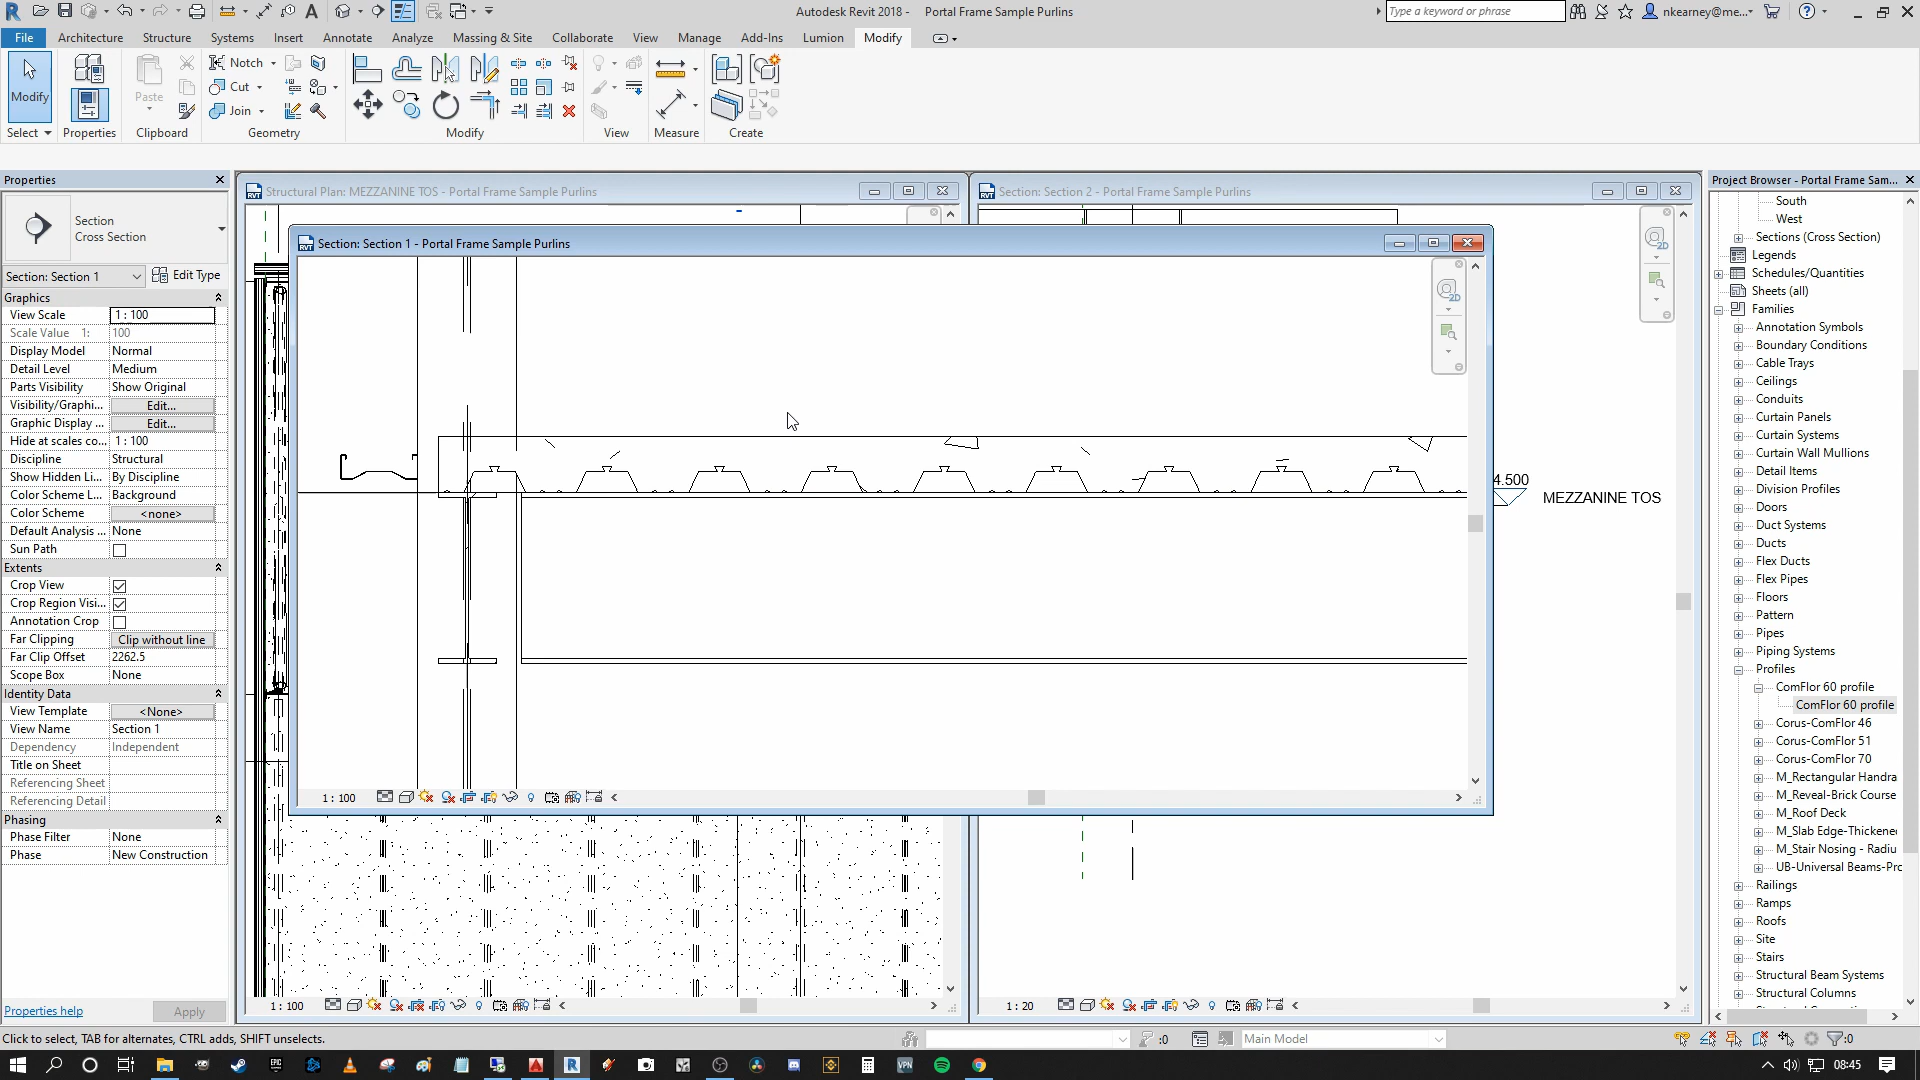 Autodesk Revit 2018 -     Portal Frame Sample Purlins
Type a keyword or phrase
nkearney@me...
File Architecture Structure Systems Insert Annotate Analyze Massing & Site Collaborate View Manage Add-Ins Lumion Modify
Modify
Paste
Notch
Cut
Join
Select Properties Clipboard Geometry Modify View Measure Create
Properties
Section
Cross Section
Section: Section 1
Edit Type
Graphics
View Scale 1 : 100
Scale Value 1: 100
Display Model Normal
Detail Level Medium
Parts Visibility Show Original
Visibility/Graphi... Edit...
Graphic Display ... Edit...
Hide at scales co... 1 : 100
Discipline Structural
Show Hidden Li... By Discipline
Color Scheme L... Background
Color Scheme <none>
Default Analysis ... None
Sun Path
Extents
Crop View
Crop Region Visi...
Annotation Crop
Far Clipping Clip without line
Far Clip Offset 2262.5
Scope Box None
Identity Data
View Template <None>
View Name Section 1
Dependency Independent
Title on Sheet
Referencing Sheet
Referencing Detail
Phasing
Phase Filter None
Phase New Construction
Properties help
Apply
Structural Plan: MEZZANINE TOS - Portal Frame Sample Purlins
Section: Section 2 - Portal Frame Sample Purlins
Section: Section 1 - Portal Frame Sample Purlins
2D
2D
4.500
MEZZANINE TOS
1 : 100
1 : 100
1 : 20
Project Browser - Portal Frame Sam...
South
West
Sections (Cross Section)
Legends
Schedules/Quantities
Sheets (all)
Families
Annotation Symbols
Boundary Conditions
Cable Trays
Ceilings
Conduits
Curtain Panels
Curtain Systems
Curtain Wall Mullions
Detail Items
Division Profiles
Doors
Duct Systems
Ducts
Flex Ducts
Flex Pipes
Floors
Pattern
Pipes
Piping Systems
Profiles
ComFlor 60 profile
ComFlor 60 profile
Corus-ComFlor 46
Corus-ComFlor 51
Corus-ComFlor 70
M_Rectangular Handra
M_Reveal-Brick Course
M_Roof Deck
M_Slab Edge-Thickene
M_Stair Nosing - Radiu
UB-Universal Beams-Pro
Railings
Ramps
Roofs
Site
Stairs
Structural Beam Systems
Structural Columns
Click to select, TAB for alternates, CTRL adds, SHIFT unselects.
:0
Main Model
:0
VPN
08:45